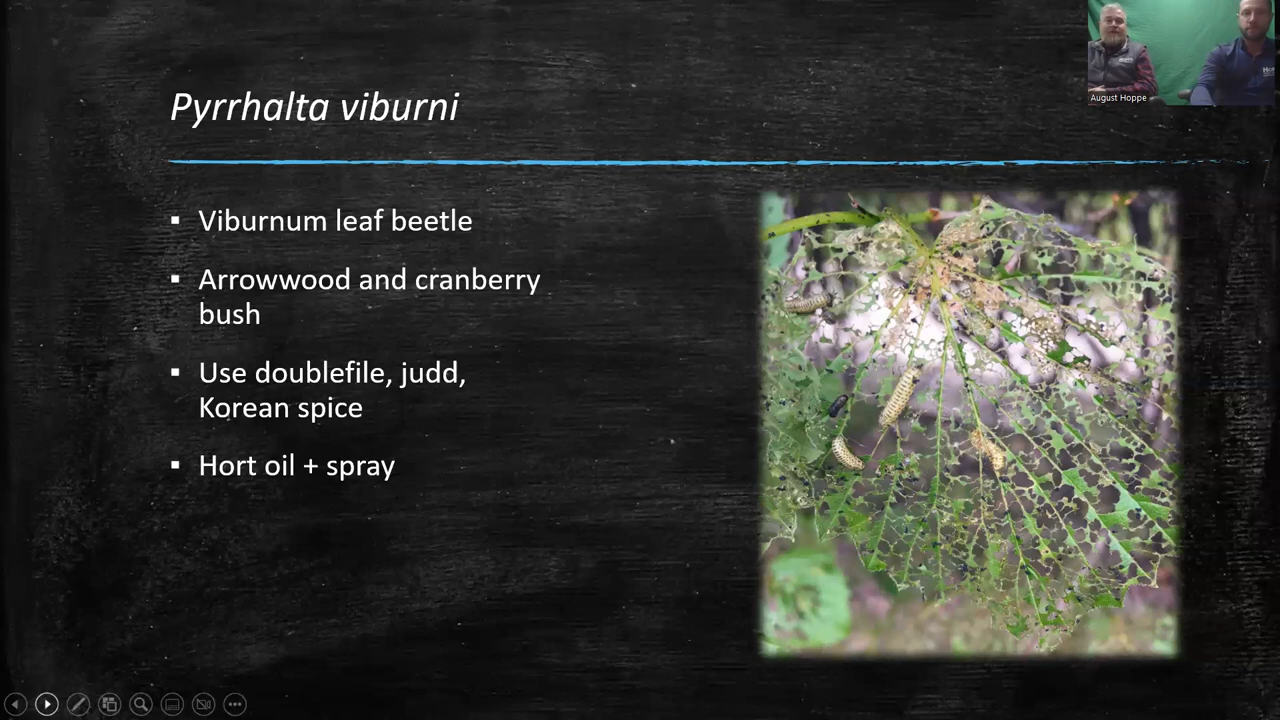 August Hoppe
Pyrrhalta viburni
▪ Viburnum leaf beetle
▪ Arrowwood and cranberry
bush
▪ Use doublefile, judd,
Korean spice
▪ Hort oil + spray